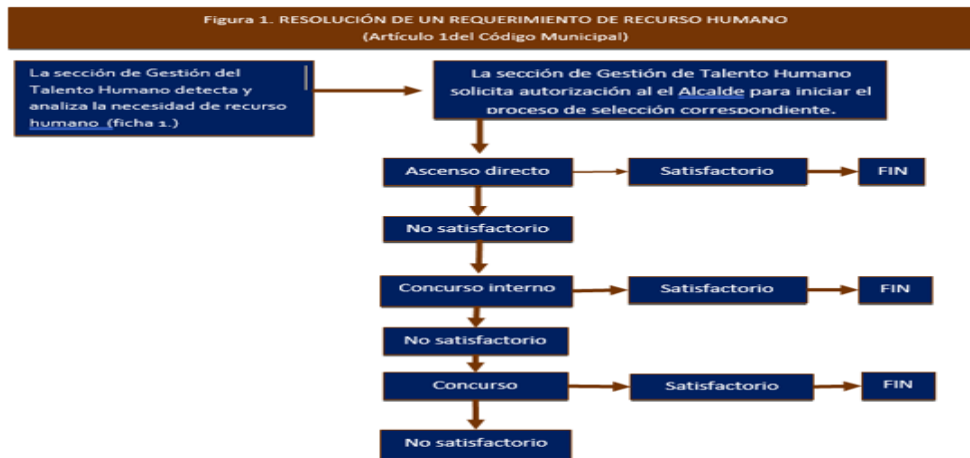 Figura 1. RESOLUCIÓN DE UN REQUERIMIENTO DE RECURSO HUMANO
(Artículo 1del Código Municipal)
La sección de Gestión del
Talento Humano detecta y
analiza la necesidad de recurso
humano (ficha 1.)
La sección de Gestión de Talento Humano
solicita autorización al el Alcalde para iniciar el
proceso de selección correspondiente.
Ascenso directo
Satisfactorio
FIN
No satisfactorio
Concurso interno
Satisfactorio
FIN
No satisfactorio
Concurso
Satisfactorio
FIN
No satisfactorio